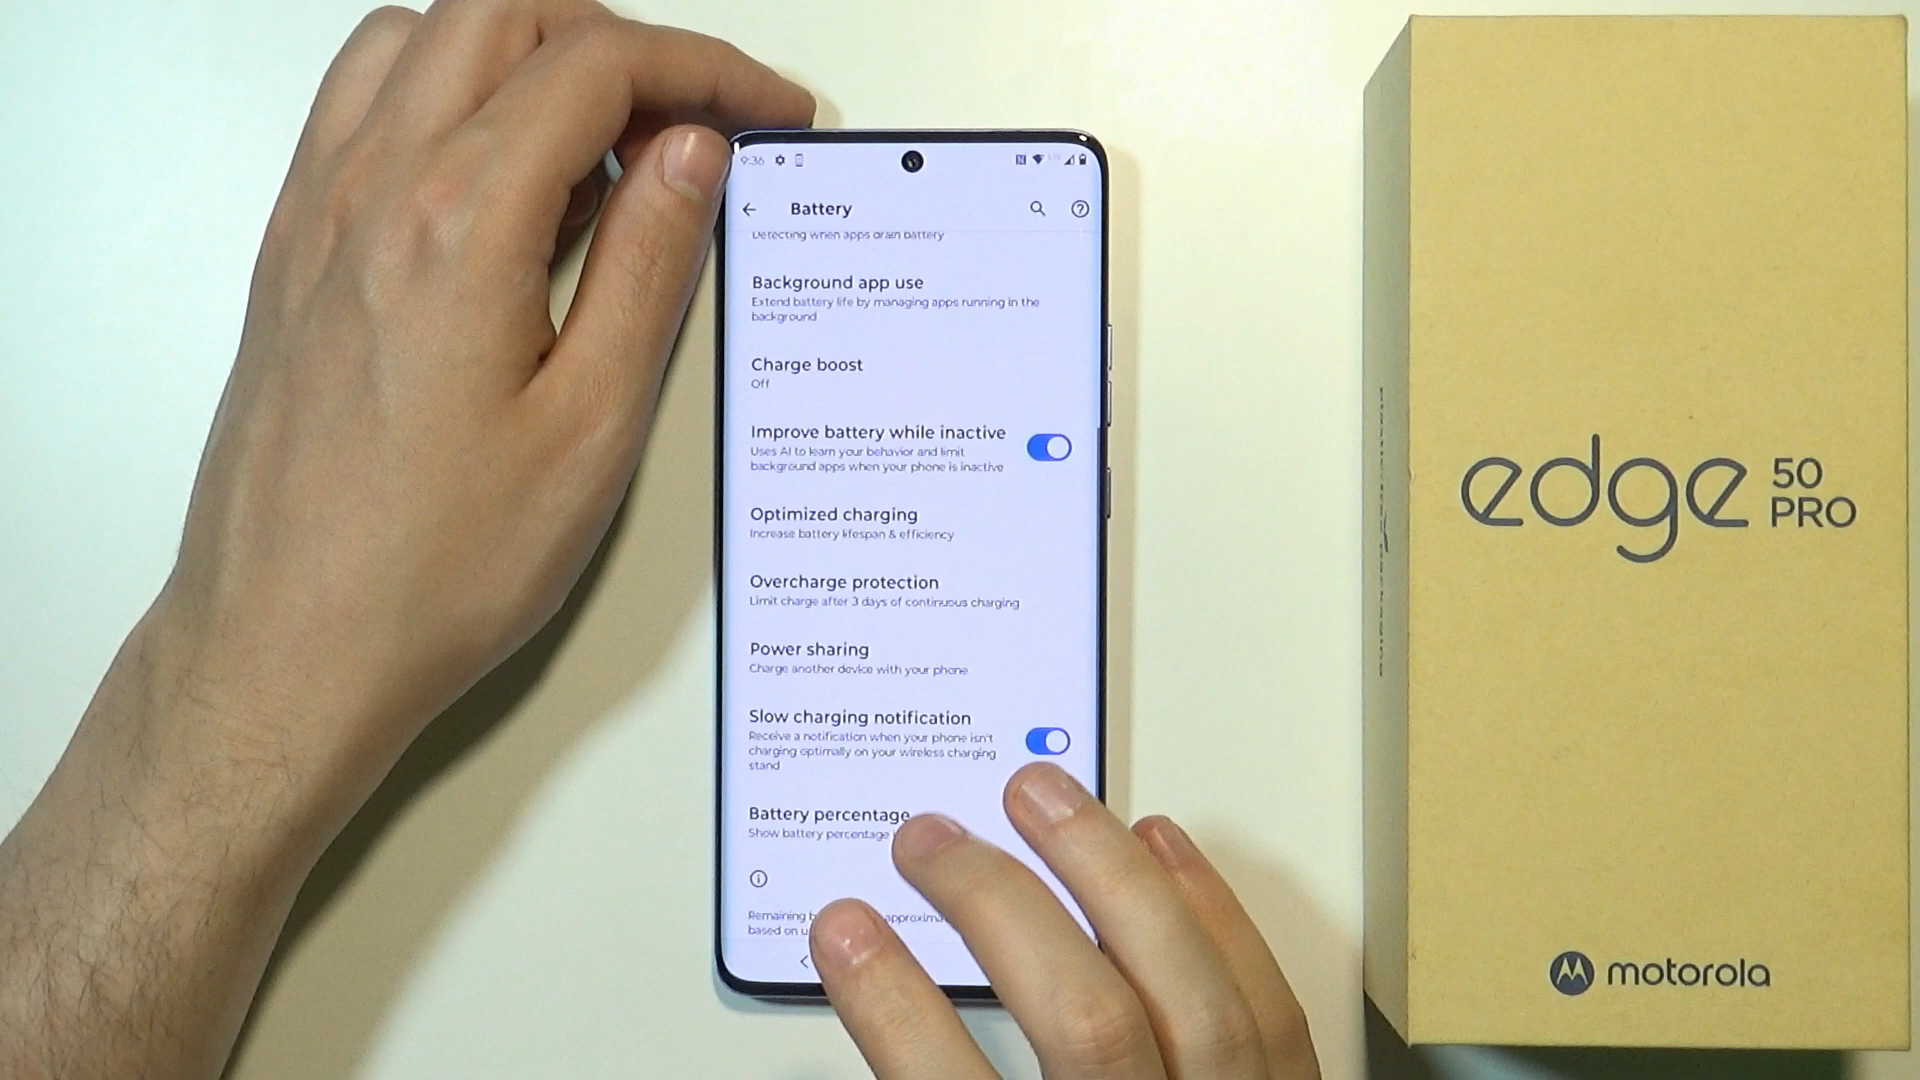 9:36
Battery
Detecting when apps drain battery
Background app use
Extend battery life by managing apps running in the
background
Charge boost
Off
Improve battery while inactive
Uses AI to learn your behavior and limit
background apps when your phone is inactive
Optimized charging
Increase battery lifespan & efficiency
Overcharge protection
Limit charge after 3 days of continuous charging
Power sharing
Charge another device with your phone
Slow charging notification
Receive a notification when your phone isn't
charging optimally on your wireless charging
stand
Battery percentage
Show battery percentage
Remaining
based on
edge 50
PRO
motorola